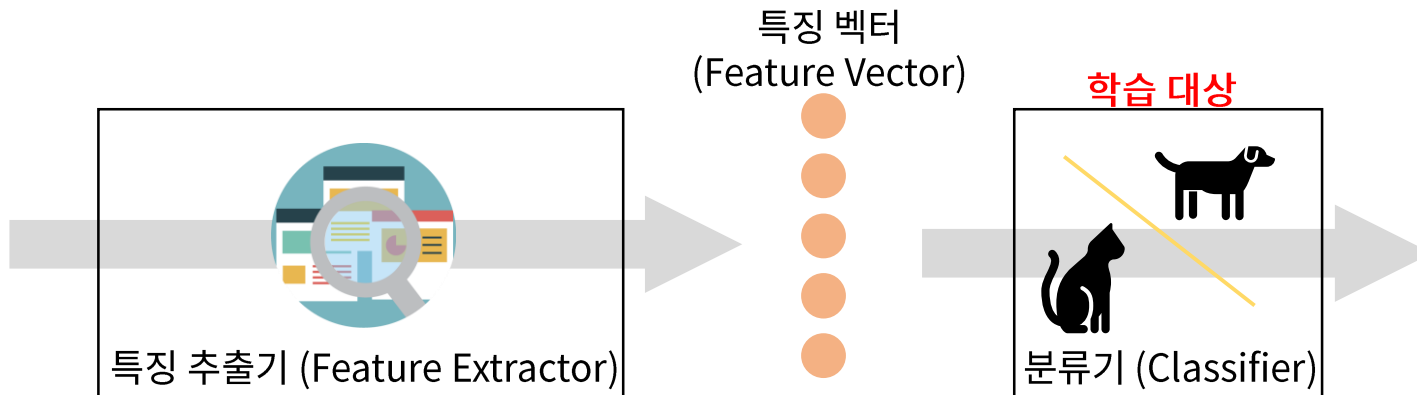 특징 벡터
(Feature Vector)
학습 대상
특징 추출기 (Feature Extractor)
분류기 (Classifier)